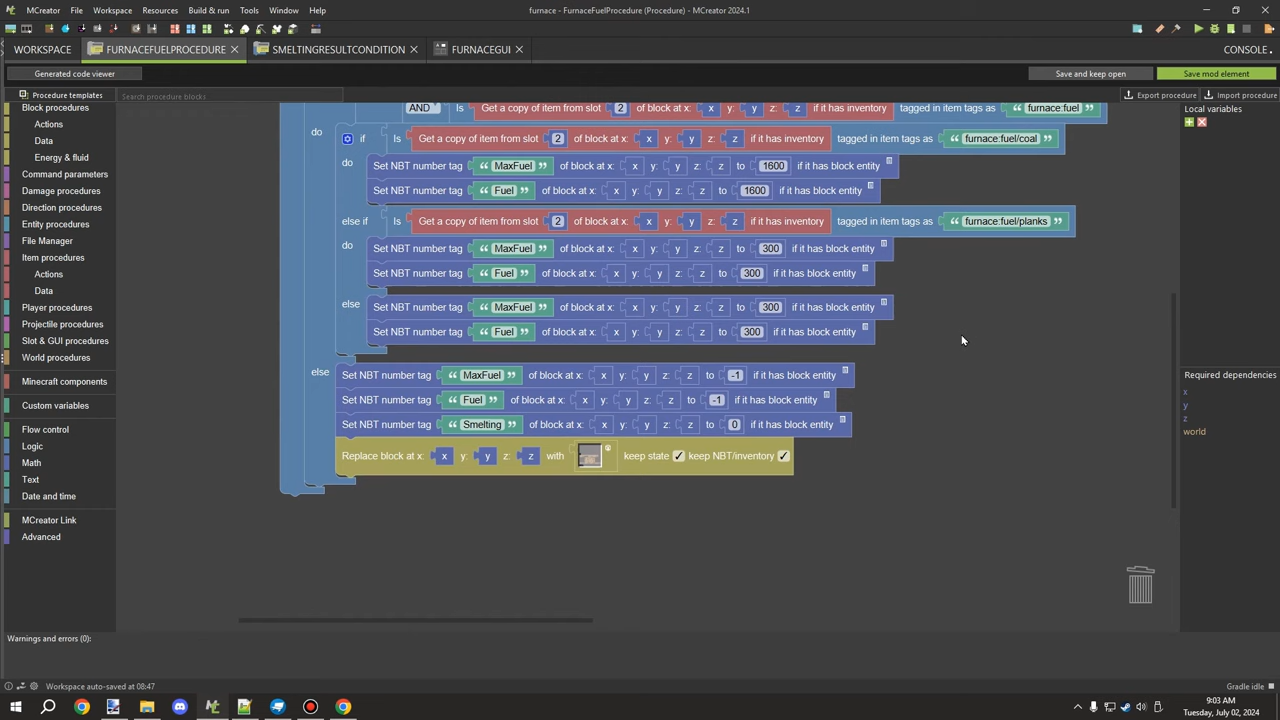 MCreator File Workspace Resources Build & run Tools Window Help furnace - FurnaceFuelProcedure (Procedure) - MCreator 2024.1
WORKSPACE FURNACEFUELPROCEDURE SMELTINGRESULTCONDITION FURNACEGUI CONSOLE
Generated code viewer Save and keep open Save mod element
Procedure templates Search procedure blocks Export procedure Import procedure Local variables
Block procedures
Actions
Data
Energy & fluid
Command parameters
Damage procedures
Direction procedures
Entity procedures
File Manager
Item procedures
Actions
Data
Player procedures
Projectile procedures
Slot & GUI procedures
World procedures
Minecraft components
Custom variables
Flow control
Logic
Math
Text
Date and time
MCreator Link
Advanced
AND Is Get a copy of item from slot 2 of block at x: x y: y z: z if it has inventory tagged in item tags as “ furnace:fuel ”
do if Is Get a copy of item from slot 2 of block at x: x y: y z: z if it has inventory tagged in item tags as “ furnace:fuel/coal ”
do Set NBT number tag “ MaxFuel ” of block at x: x y: y z: z to 1600 if it has block entity
Set NBT number tag “ Fuel ” of block at x: x y: y z: z to 1600 if it has block entity
else if Is Get a copy of item from slot 2 of block at x: x y: y z: z if it has inventory tagged in item tags as “ furnace:fuel/planks ”
do Set NBT number tag “ MaxFuel ” of block at x: x y: y z: z to 300 if it has block entity
Set NBT number tag “ Fuel ” of block at x: x y: y z: z to 300 if it has block entity
else Set NBT number tag “ MaxFuel ” of block at x: x y: y z: z to 300 if it has block entity
Set NBT number tag “ Fuel ” of block at x: x y: y z: z to 300 if it has block entity
else Set NBT number tag “ MaxFuel ” of block at x: x y: y z: z to -1 if it has block entity
Set NBT number tag “ Fuel ” of block at x: x y: y z: z to -1 if it has block entity
Set NBT number tag “ Smelting ” of block at x: x y: y z: z to 0 if it has block entity
Replace block at x: x y: y z: z with keep state ✓ keep NBT/inventory ✓
Required dependencies
x
y
z
world
Warnings and errors (0):
Workspace auto-saved at 08:47 Gradle idle
9:03 AM
Tuesday, July 02, 2024